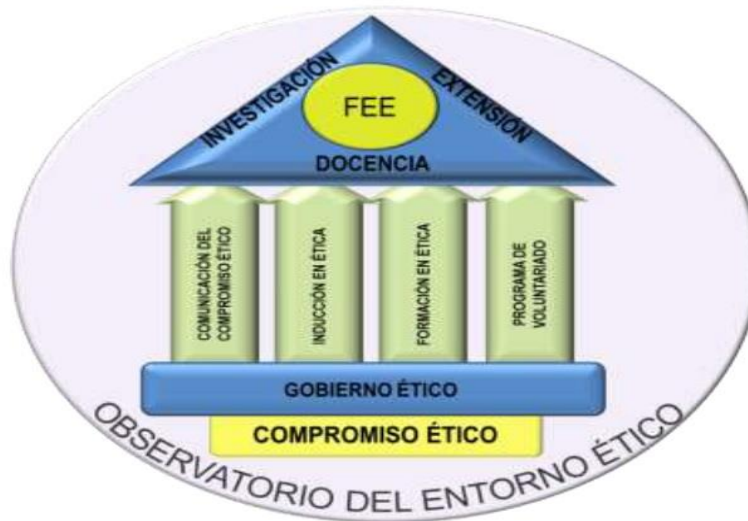 INVESTIGACIÓN
EXTENSIÓN
FEE
DOCENCIA
COMUNICACIÓN DEL
COMPROMISO ÉTICO
INDUCCIÓN EN ÉTICA
FORMACIÓN EN ÉTICA
PROGRAMA DE
VOLUNTARIADO
GOBIERNO ÉTICO
COMPROMISO ÉTICO
OBSERVATORIO DEL ENTORNO ÉTICO